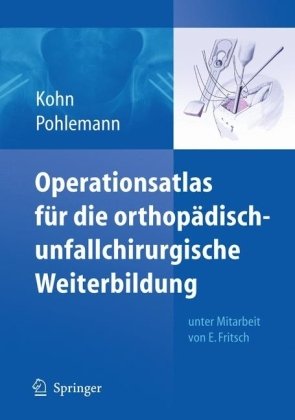 Kohn
Pohlemann
Operationsatlas
für die orthopädisch-
unfallchirurgische
Weiterbildung
unter Mitarbeit
von E. Fritsch
Springer